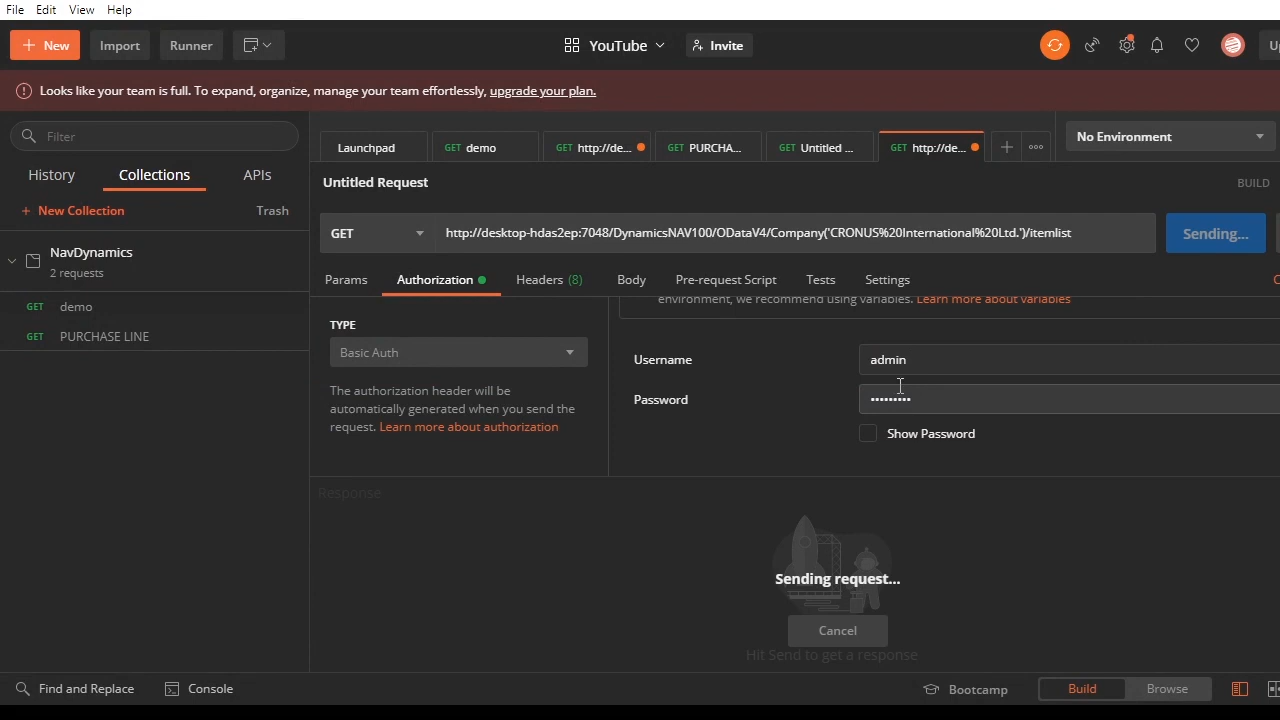 File Edit View Help
+ New Import Runner YouTube Invite
Looks like your team is full. To expand, organize, manage your team effortlessly, upgrade your plan.
Filter
Launchpad GET demo GET http://de... GET PURCHA... GET Untitled ... GET http://de... No Environment
History Collections APIs
Untitled Request BUILD
+ New Collection Trash
GET http://desktop-hdas2ep:7048/DynamicsNAV100/ODataV4/Company('CRONUS%20International%20Ltd.')/itemlist Sending...
NavDynamics
2 requests
Params Authorization Headers (8) Body Pre-request Script Tests Settings
GET demo
GET PURCHASE LINE
environment, we recommend using variables. Learn more about variables
TYPE
Basic Auth
The authorization header will be
automatically generated when you send the
request. Learn more about authorization
Username admin
Password •••••••••
Show Password
Response
Sending request...
Cancel
Hit Send to get a response
Find and Replace Console Bootcamp Build Browse